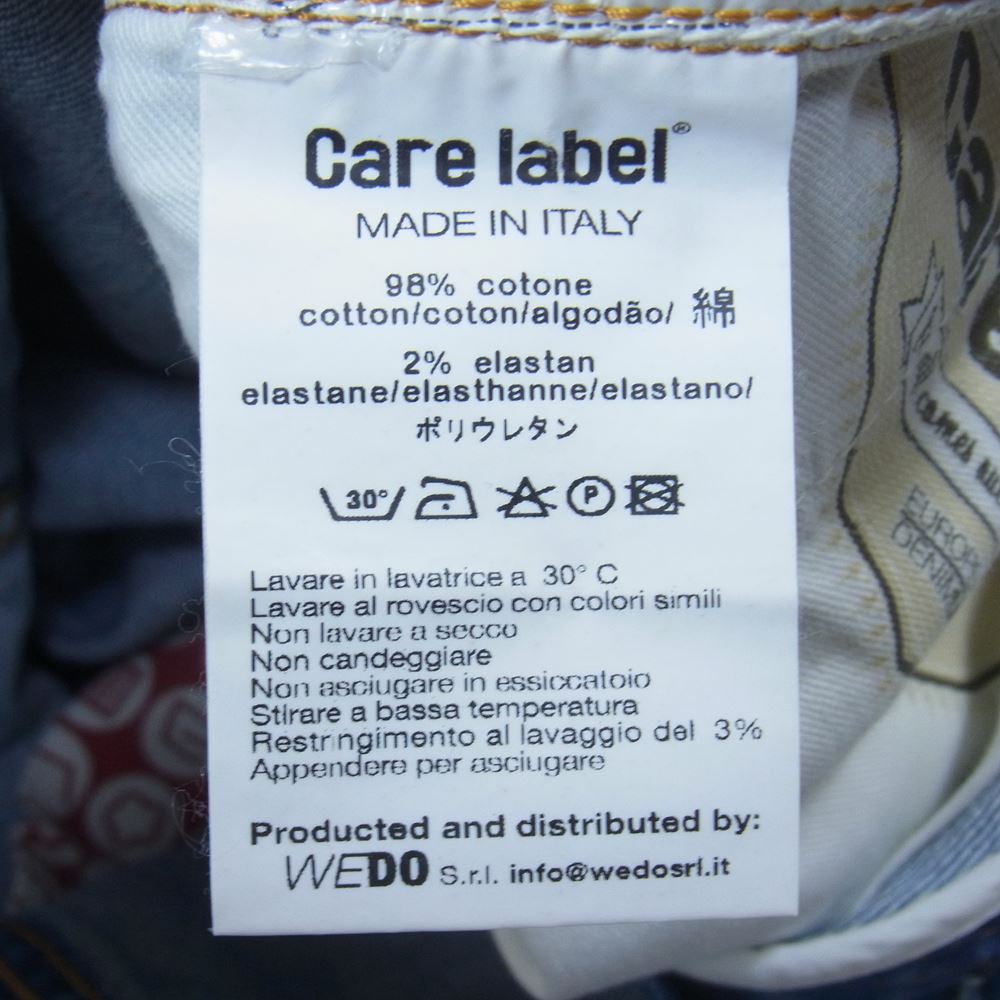 Care label®
MADE IN ITALY
98% cotone
cotton/coton/algodão/ 綿
2% elastan
elastane/elasthanne/elastano/
ポリウレタン
30° P
Lavare in lavatrice a 30° C
Lavare al rovescio con colori simili
Non lavare a secco
Non candeggiare
Non asciugare in essiccatoio
Stirare a bassa temperatura
Restringimento al lavaggio del 3%
Appendere per asciugare
Producted and distributed by:
WEDO S.r.l. info@wedosrl.it
EUROPE
DENIM